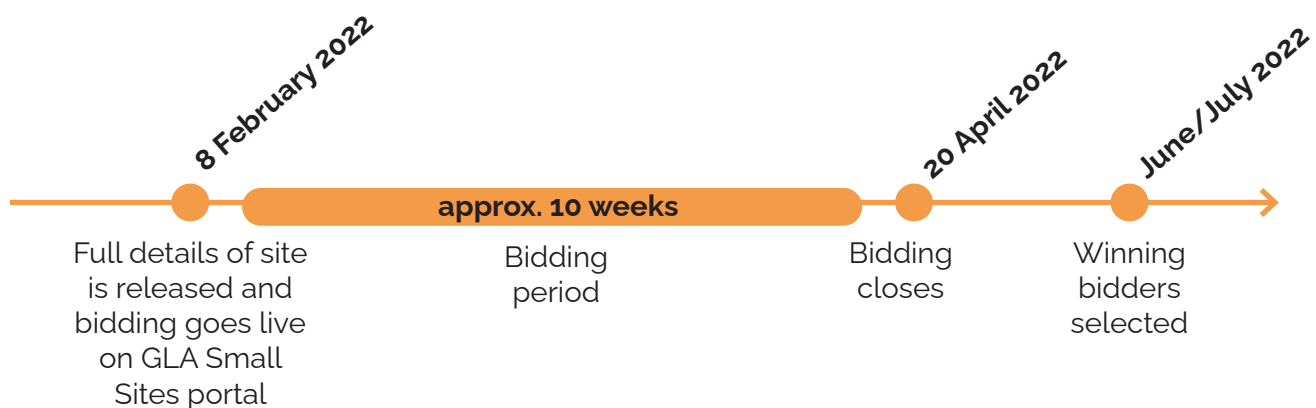 8 February 2022
20 April 2022
June/July 2022
approx. 10 weeks
Full details of site
is released and
bidding goes live
on GLA Small
Sites portal
Bidding
period
Bidding
closes
Winning
bidders
selected